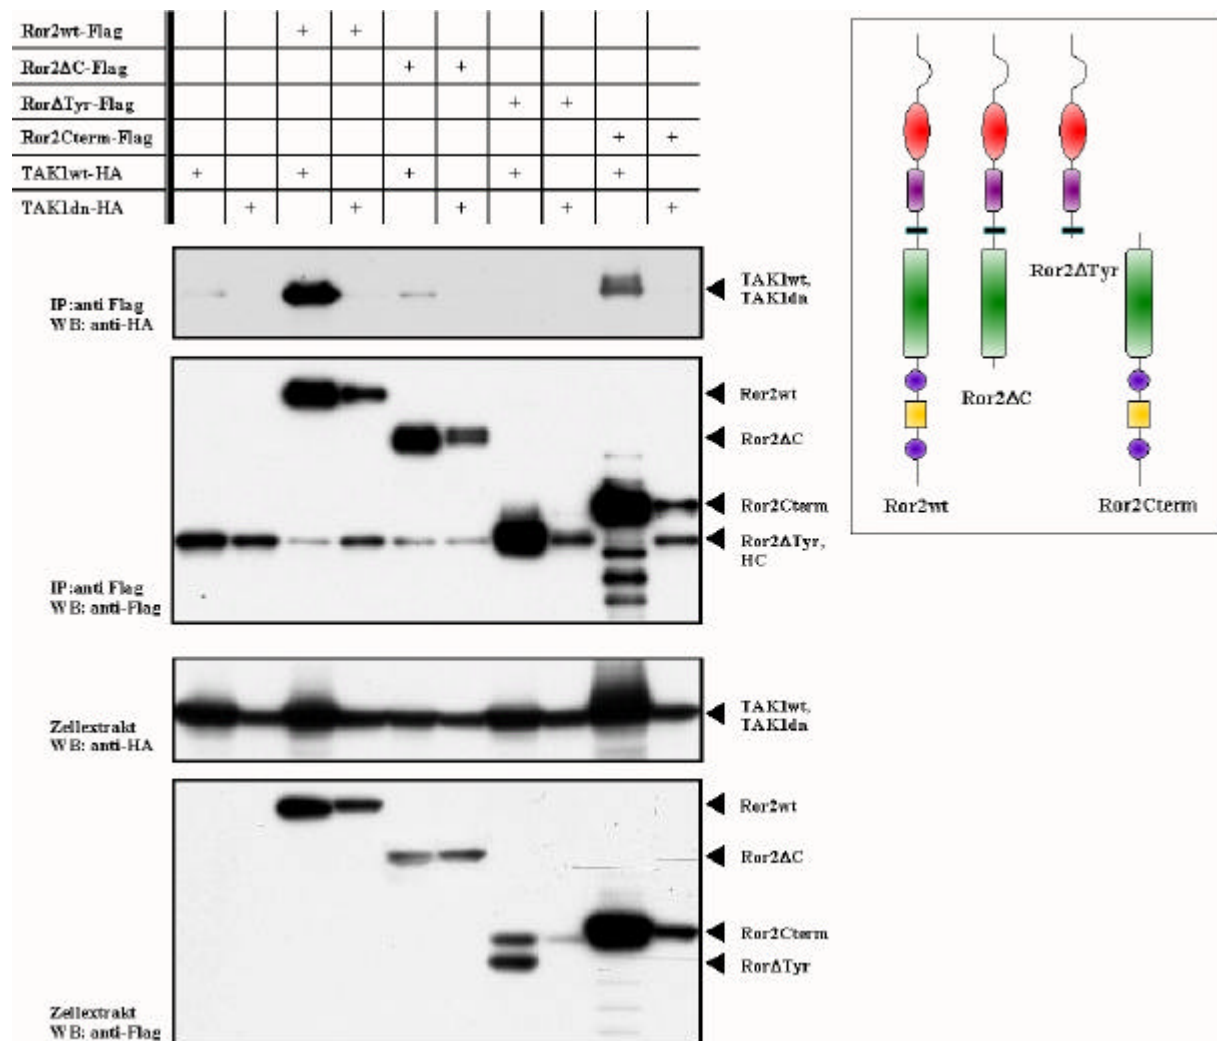 Ror2wt-Flag + +
Ror2ΔC-Flag + +
RorΔTyr-Flag + +
Ror2Cterm-Flag + +
TAK1wt-HA + + + + +
TAK1dn-HA + + + + +
IP:anti Flag
WB: anti-HA
TAK1wt,
TAK1dn
Ror2wt
Ror2ΔC
Ror2Cterm
Ror2ΔTyr,
HC
IP:anti Flag
WB: anti-Flag
Zellextrakt
WB: anti-HA
TAK1wt,
TAK1dn
Ror2wt
Ror2ΔC
Ror2Cterm
RorΔTyr
Zellextrakt
WB: anti-Flag
Ror2ΔTyr
Ror2ΔC
Ror2wt
Ror2Cterm